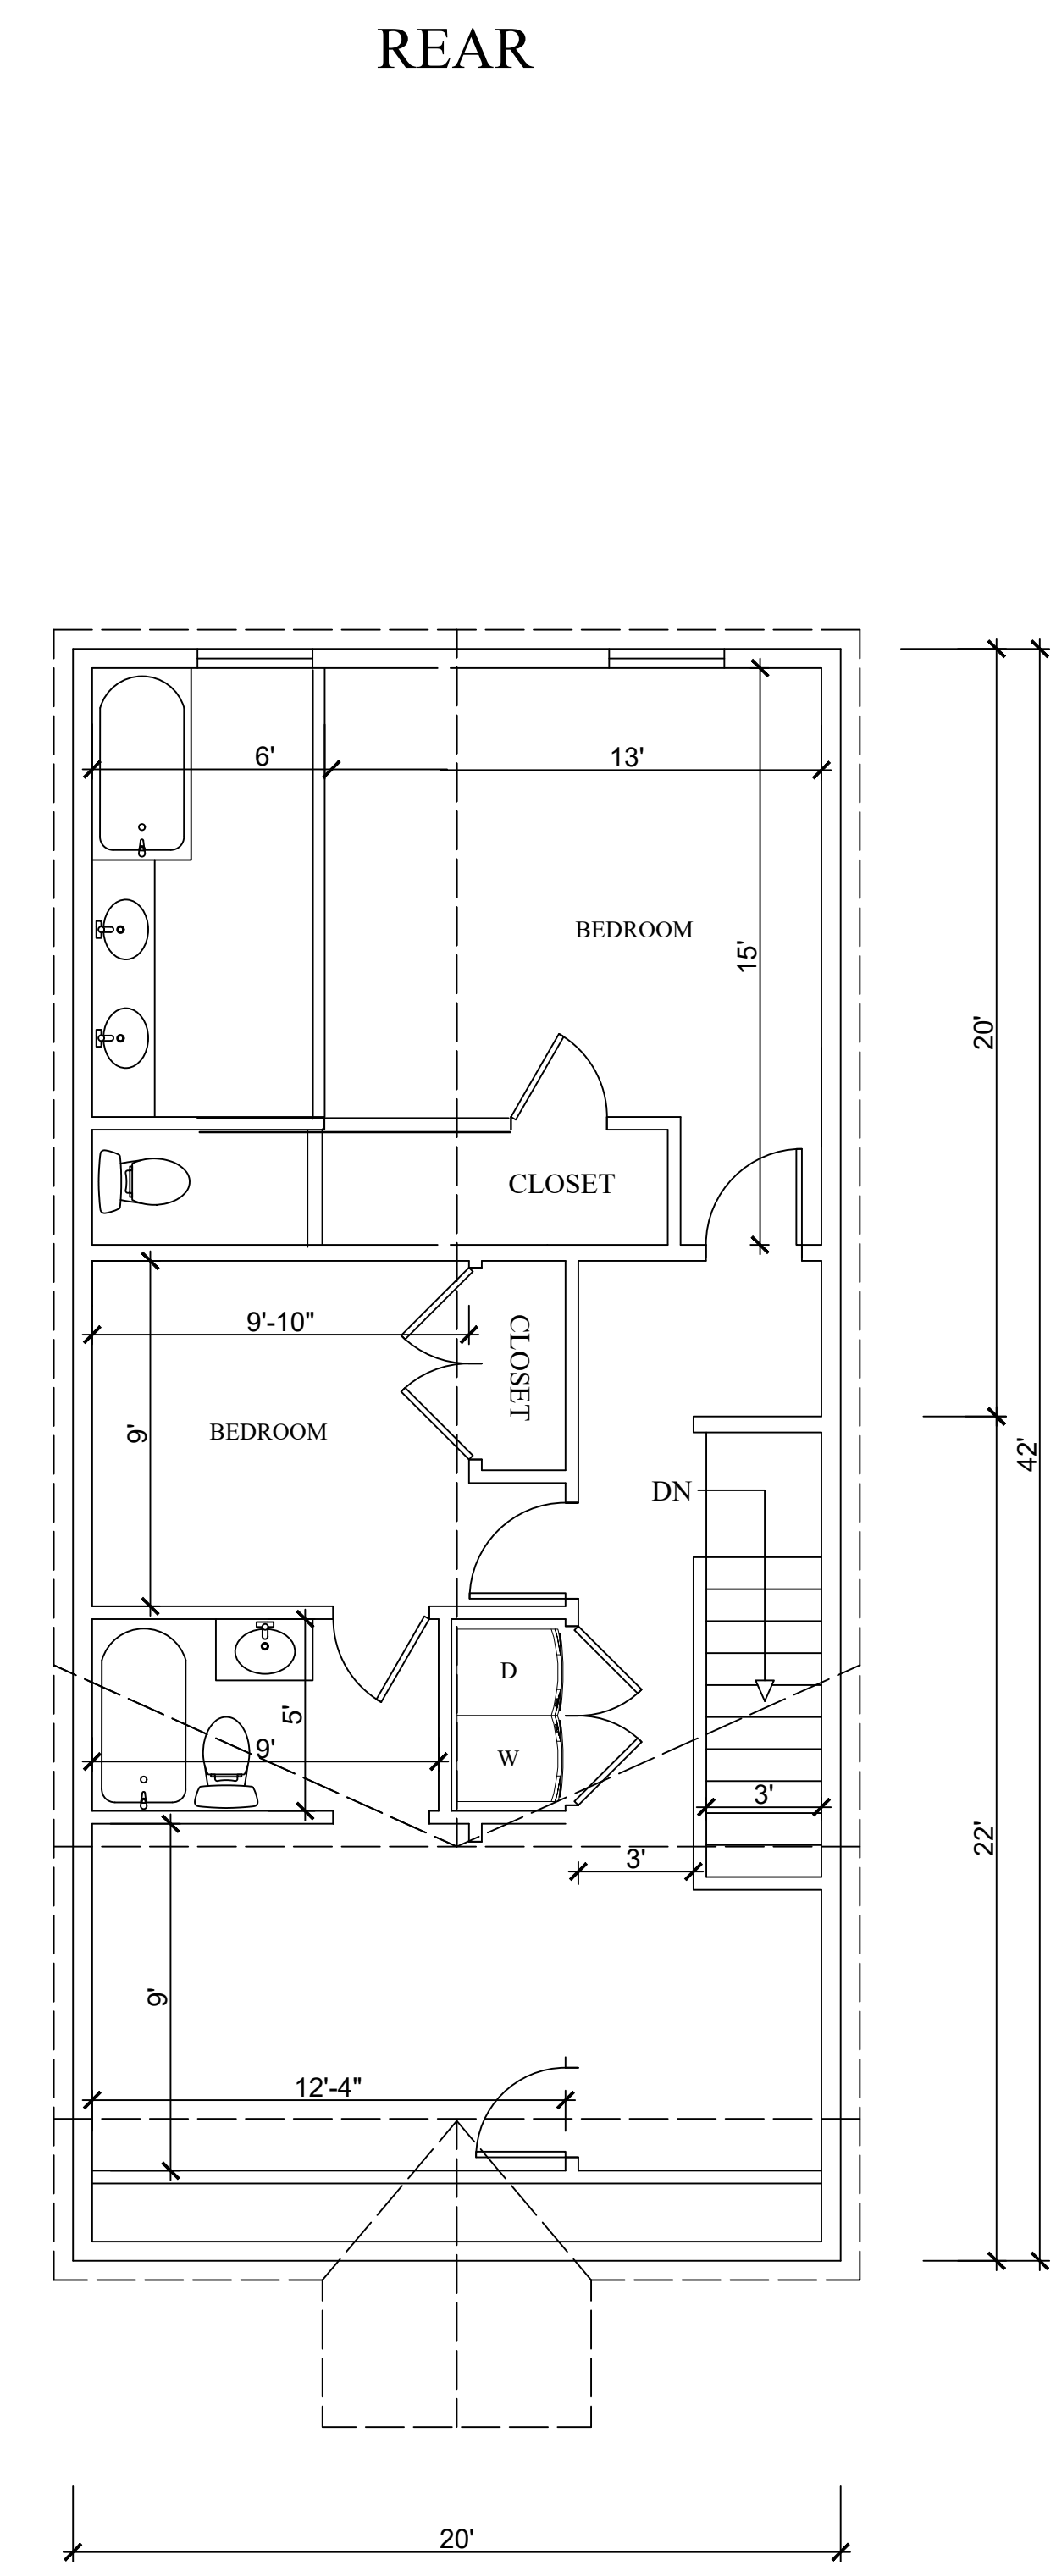 REAR
6'
13'
BEDROOM
15'
20'
CLOSET
9'-10"
CLOSET
9'
BEDROOM
42'
DN
D
5'
9'
W
3'
22'
3'
9'
12'-4"
20'